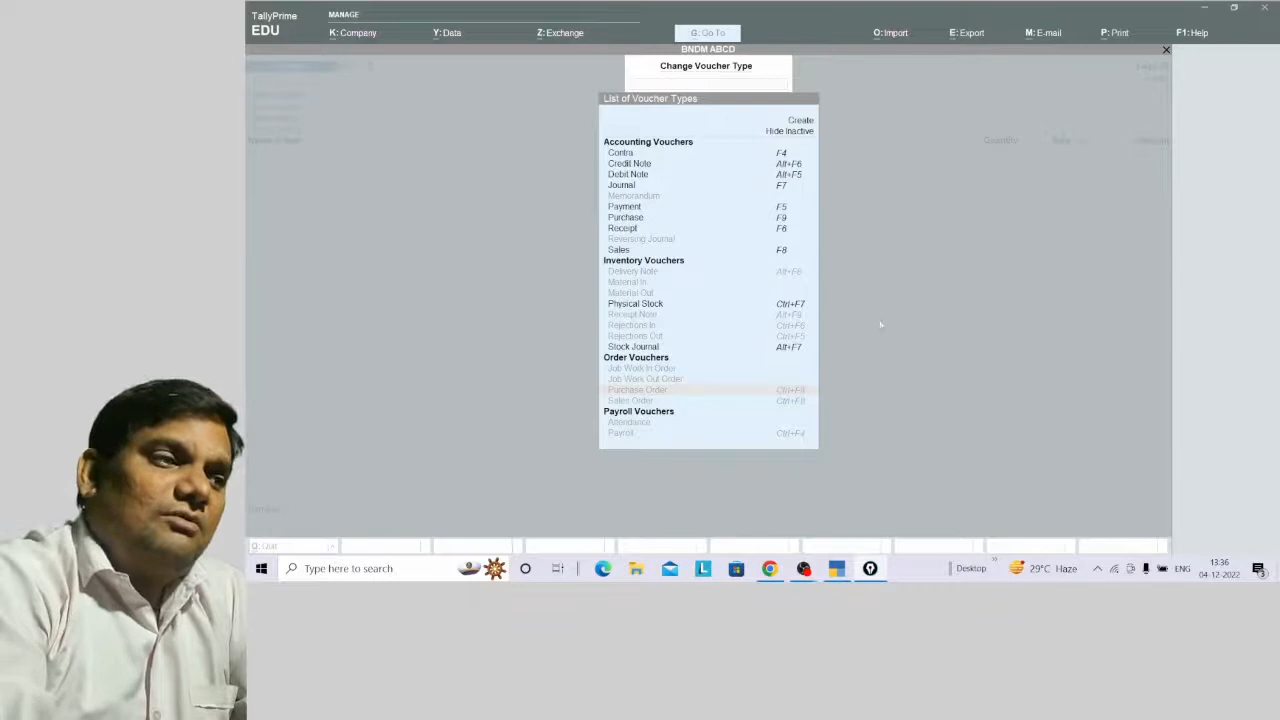 TallyPrime
EDU
MANAGE
K: Company
Y: Data
Z: Exchange
G: Go To
O: Import
E: Export
M: E-mail
P: Print
F1: Help
BNDM ABCD
Change Voucher Type
List of Voucher Types
Create
Hide Inactive
Accounting Vouchers
Contra F4
Credit Note Alt+F6
Debit Note Alt+F5
Journal F7
Memorandum
Payment F5
Purchase F9
Receipt F6
Reversing Journal
Sales F8
Inventory Vouchers
Delivery Note Alt+F8
Material In
Material Out
Physical Stock Ctrl+F7
Receipt Note Alt+F9
Rejections In Ctrl+F6
Rejections Out Ctrl+F5
Stock Journal Alt+F7
Order Vouchers
Job Work In Order
Job Work Out Order
Purchase Order Ctrl+F9
Sales Order Ctrl+F8
Payroll Vouchers
Attendance
Payroll Ctrl+F4
Quantity
Q: Quit
Type here to search
Desktop
29°C Haze
ENG
13:36
04-12-2022